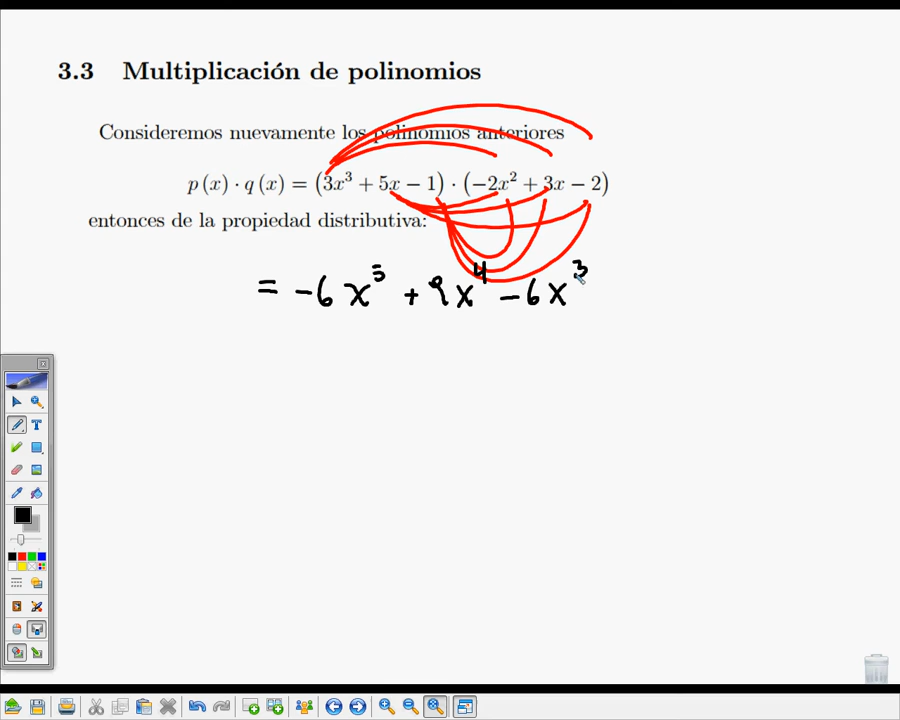 3.3 Multiplicación de polinomios
Consideremos nuevamente los polinomios anteriores
p (x) · q (x) = (3x³ + 5x − 1) · (−2x² + 3x − 2)
entonces de la propiedad distributiva:
= -6x⁵ + 9x⁴ - 6x³